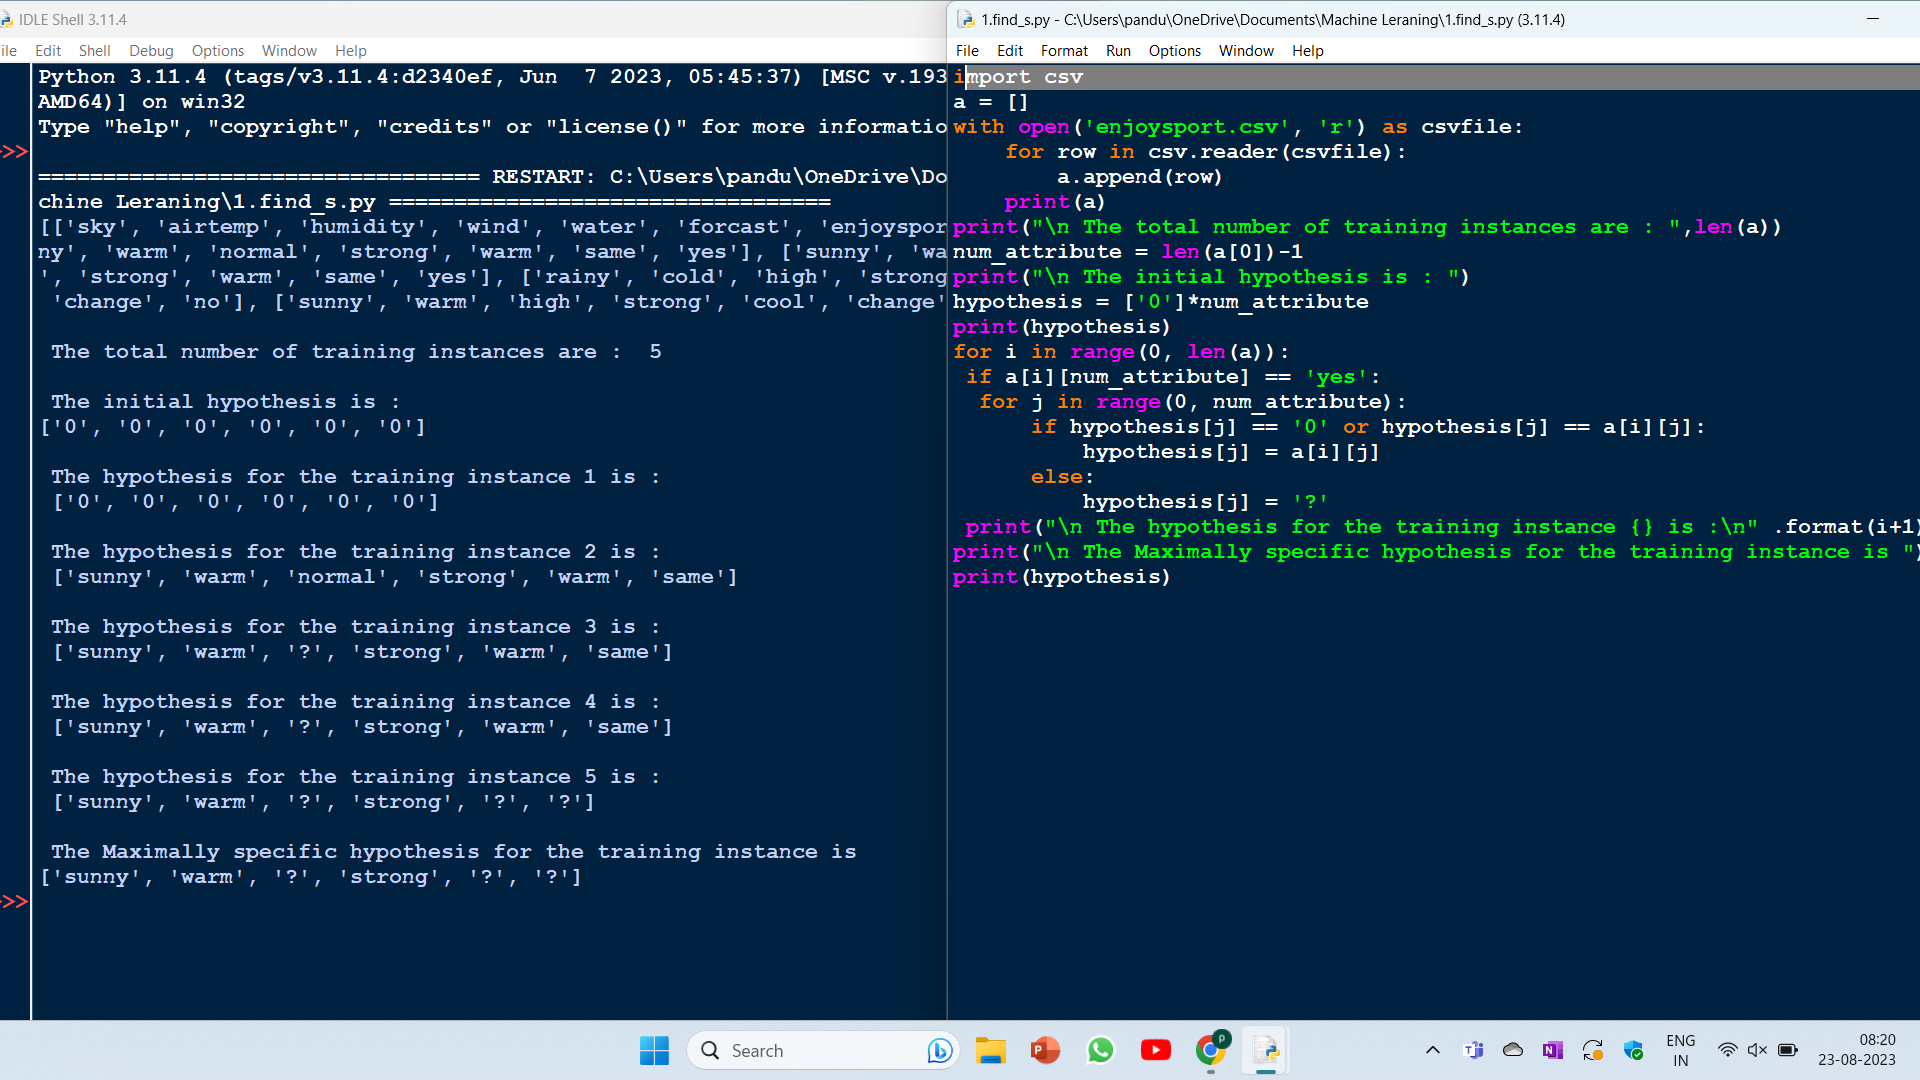 IDLE Shell 3.11.4
ile Edit Shell Debug Options Window Help
Python 3.11.4 (tags/v3.11.4:d2340ef, Jun  7 2023, 05:45:37) [MSC v.193
AMD64)] on win32
Type "help", "copyright", "credits" or "license()" for more informatio
>>>
================================== RESTART: C:\Users\pandu\OneDrive\Do
chine Leraning\1.find_s.py ==================================
[['sky', 'airtemp', 'humidity', 'wind', 'water', 'forcast', 'enjoyspor
ny', 'warm', 'normal', 'strong', 'warm', 'same', 'yes'], ['sunny', 'wa
', 'strong', 'warm', 'same', 'yes'], ['rainy', 'cold', 'high', 'strong
 'change', 'no'], ['sunny', 'warm', 'high', 'strong', 'cool', 'change'
 The total number of training instances are :  5
 The initial hypothesis is :
['0', '0', '0', '0', '0', '0']
 The hypothesis for the training instance 1 is :
 ['0', '0', '0', '0', '0', '0']
 The hypothesis for the training instance 2 is :
 ['sunny', 'warm', 'normal', 'strong', 'warm', 'same']
 The hypothesis for the training instance 3 is :
 ['sunny', 'warm', '?', 'strong', 'warm', 'same']
 The hypothesis for the training instance 4 is :
 ['sunny', 'warm', '?', 'strong', 'warm', 'same']
 The hypothesis for the training instance 5 is :
 ['sunny', 'warm', '?', 'strong', '?', '?']
 The Maximally specific hypothesis for the training instance is
['sunny', 'warm', '?', 'strong', '?', '?']
>>>
1.find_s.py - C:\Users\pandu\OneDrive\Documents\Machine Leraning\1.find_s.py (3.11.4)
File Edit Format Run Options Window Help
import csv
a = []
with open('enjoysport.csv', 'r') as csvfile:
    for row in csv.reader(csvfile):
        a.append(row)
    print(a)
print("\n The total number of training instances are : ",len(a))
num_attribute = len(a[0])-1
print("\n The initial hypothesis is : ")
hypothesis = ['0']*num_attribute
print(hypothesis)
for i in range(0, len(a)):
 if a[i][num_attribute] == 'yes':
  for j in range(0, num_attribute):
      if hypothesis[j] == '0' or hypothesis[j] == a[i][j]:
          hypothesis[j] = a[i][j]
      else:
          hypothesis[j] = '?'
 print("\n The hypothesis for the training instance {} is :\n" .format(i+1)
print("\n The Maximally specific hypothesis for the training instance is ")
print(hypothesis)
Search
P
ENG
IN
08:20
23-08-2023